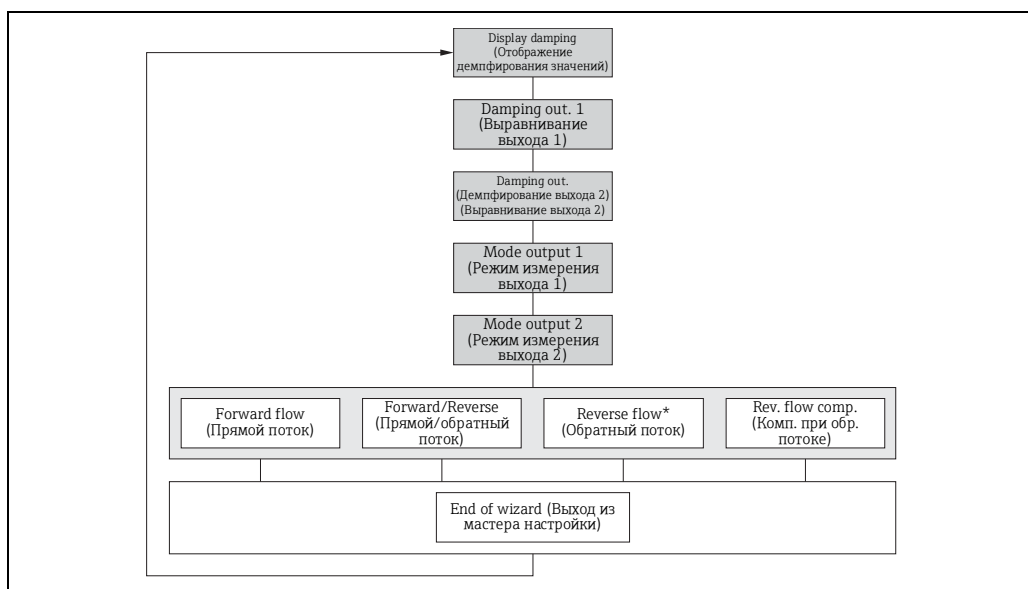 Display damping
(Отображение
демпфирования значений)
Damping out. 1
(Выравнивание
выхода 1)
Damping out.
(Демпфирование выхода 2)
(Выравнивание выхода 2)
Mode output 1
(Режим измерения
выхода 1)
Mode output 2
(Режим измерения
выхода 2)
Forward flow
(Прямой поток)
Forward/Reverse
(Прямой/обратный
поток)
Reverse flow*
(Обратный поток)
Rev. flow comp.
(Комп. при обр.
потоке)
End of wizard (Выход из
мастера настройки)